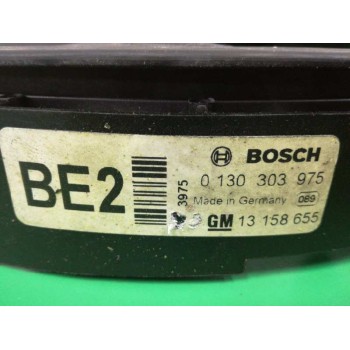 BE2
3975
BOSCH
0 130 303 975
Made in Germany 089
GM 13 158 655